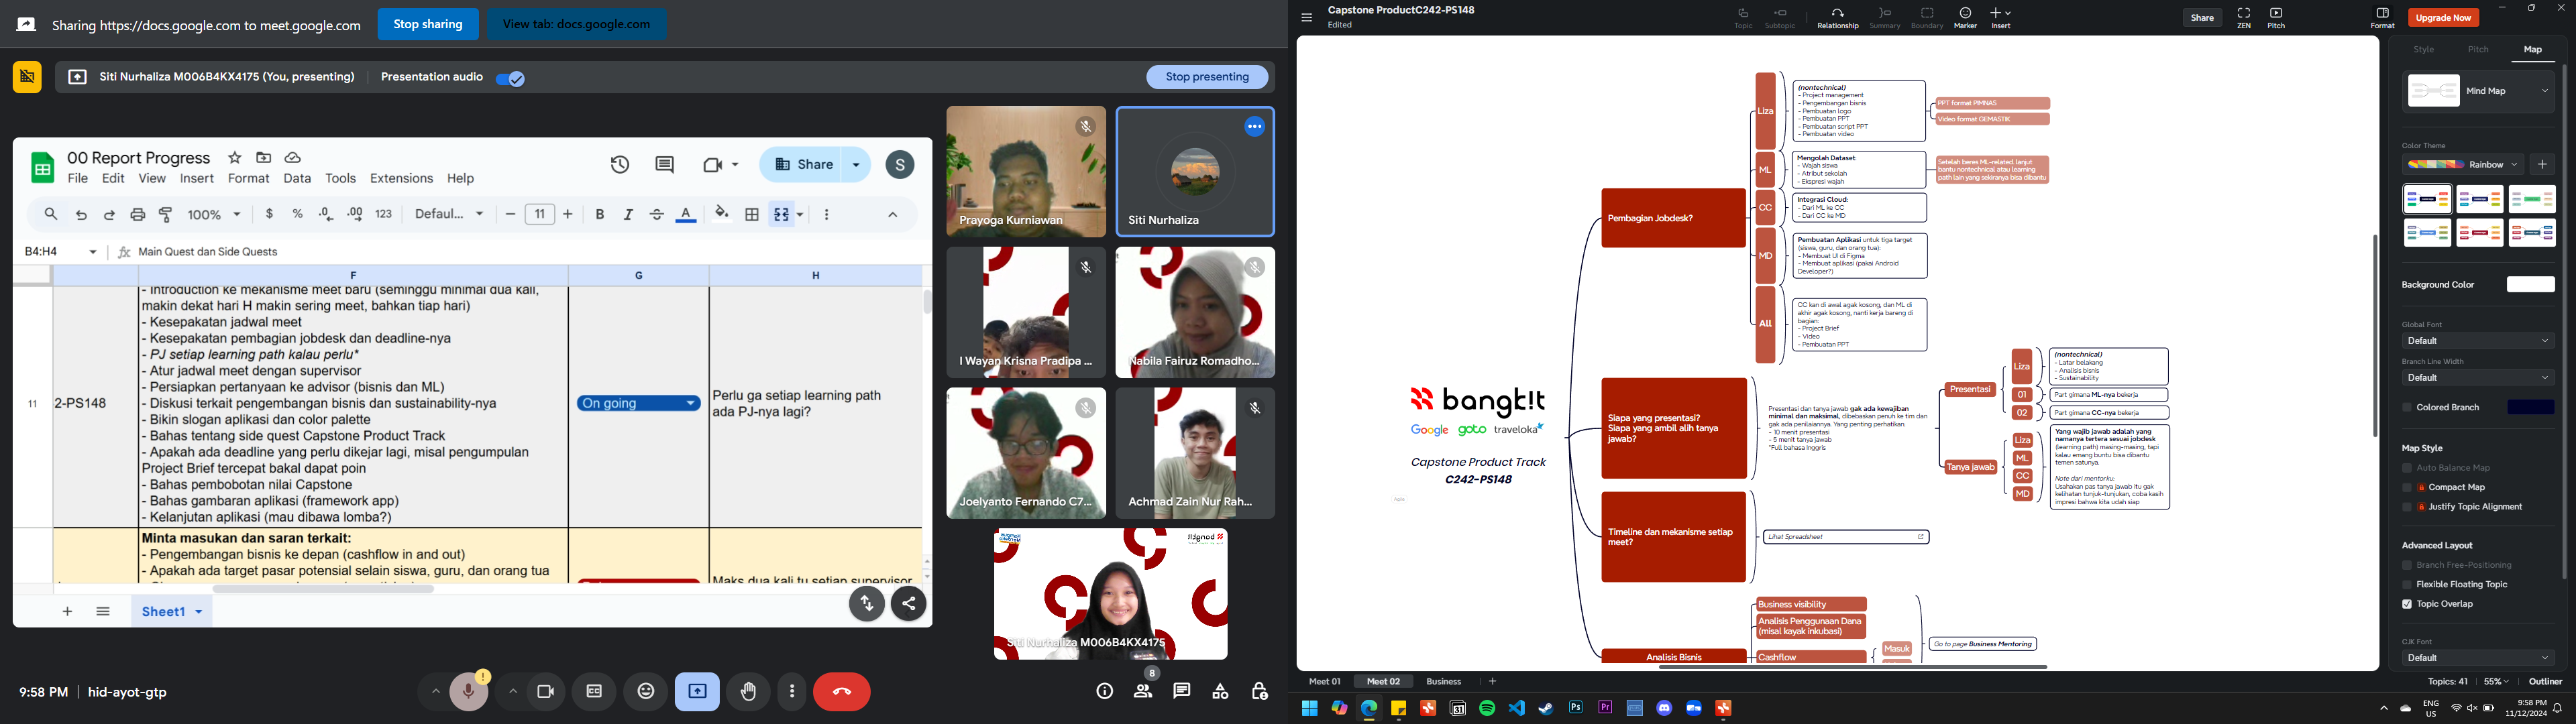 Sharing https://docs.google.com to meet.google.com
Stop sharing
View tab: docs.google.com
Siti Nurhaliza M006B4KX4175 (You, presenting)
Presentation audio
Stop presenting
00 Report Progress
File Edit View Insert Format Data Tools Extensions Help
Share
S
100%
$ % .0 .00 123
Defaul...
11
B I A
B4:H4
fx Main Quest dan Side Quests
F G H
- Introduction ke mekanisme meet baru (seminggu minimal dua kali,
makin dekat hari H makin sering meet, bahkan tiap hari)
- Kesepakatan jadwal meet
- Kesepakatan pembagian jobdesk dan deadline-nya
- PJ setiap learning path kalau perlu*
- Atur jadwal meet dengan supervisor
- Persiapkan pertanyaan ke advisor (bisnis dan ML)
- Diskusi terkait pengembangan bisnis dan sustainability-nya
- Bikin slogan aplikasi dan color palette
- Bahas tentang side quest Capstone Product Track
- Apakah ada deadline yang perlu dikejar lagi, misal pengumpulan
Project Brief tercepat bakal dapat poin
- Bahas pembobotan nilai Capstone
- Bahas gambaran aplikasi (framework app)
- Kelanjutan aplikasi (mau dibawa lomba?)
11
2-PS148
On going
Perlu ga setiap learning path
ada PJ-nya lagi?
Minta masukan dan saran terkait:
- Pengembangan bisnis ke depan (cashflow in and out)
- Apakah ada target pasar potensial selain siswa, guru, dan orang tua
Maks dua kali tu setiap supervisor
Sheet1
Prayoga Kurniawan
Siti Nurhaliza
I Wayan Krisna Pradipa ...
Nabila Fairuz Romadho...
Joelyanto Fernando C7...
Achmad Zain Nur Rah...
Siti Nurhaliza M006B4KX4175
9:58 PM | hid-ayot-gtp
8
Capstone ProductC242-PS148
Edited
Topic
Subtopic
Relationship
Summary
Boundary
Marker
Insert
Share
ZEN
Pitch
Format
Upgrade Now
bangk!t
Google goto traveloka
Capstone Product Track
C242-PS148
Pembagian Jobdesk?
Liza
(nontechnical)
- Project management
- Pengembangan bisnis
- Pembuatan logo
- Pembuatan PPT
- Pembuatan script PPT
- Pembuatan video
PPT format PIMNAS
Video format GEMASTIK
ML
Mengolah Dataset:
- Wajah siswa
- Atribut sekolah
- Ekspresi wajah
Setelah beres ML-related: lanjut
bantu nontechnical atau learning
path lain yang sekiranya bisa dibantu
CC
Integrasi Cloud:
- Dari ML ke CC
- Dari CC ke MD
MD
Pembuatan Aplikasi untuk tiga target
(siswa, guru, dan orang tua):
- Membuat UI di Figma
- Membuat aplikasi (pakai Android
Developer?)
All
CC kan di awal agak kosong, dan ML di
akhir agak kosong, nanti kerja bareng di
bagian:
- Project Brief
- Video
- Pembuatan PPT
Siapa yang presentasi?
Siapa yang ambil alih tanya
jawab?
Presentasi dan tanya jawab gak ada kewajiban
minimal dan maksimal, dibebaskan penuh ke tim dan
gak ada penilaiannya. Yang penting perhatikan:
- 10 menit presentasi
- 5 menit tanya jawab
*Full bahasa Inggris
Presentasi
Liza
(nontechnical)
- Latar belakang
- Analisis bisnis
- Sustainability
01
Part gimana ML-nya bekerja
02
Part gimana CC-nya bekerja
Tanya jawab
Liza
ML
CC
MD
Yang wajib jawab adalah yang
namanya tertera sesuai jobdesk
(learning path) masing-masing, tapi
kalau emang buntu bisa dibantu
temen satunya.
Note dari mentorku:
Usahakan pas tanya jawab itu gak
kelihatan tunjuk-tunjukan, coba kasih
impresi bahwa kita udah siap
Timeline dan mekanisme setiap
meet?
Lihat Spreadsheet
Analisis Bisnis
Business visibility
Analisis Penggunaan Dana
(misal kayak inkubasi)
Cashflow
Masuk
Go to page Business Mentoring
Style
Pitch
Map
Mind Map
Color Theme
Rainbow
Background Color
Global Font
Default
Branch Line Width
Default
Colored Branch
Map Style
Auto Balance Map
Compact Map
Justify Topic Alignment
Advanced Layout
Branch Free-Positioning
Flexible Floating Topic
Topic Overlap
CJK Font
Default
Meet 01
Meet 02
Business
Topics: 41
55%
Outliner
ENG
US
9:58 PM
11/12/2024